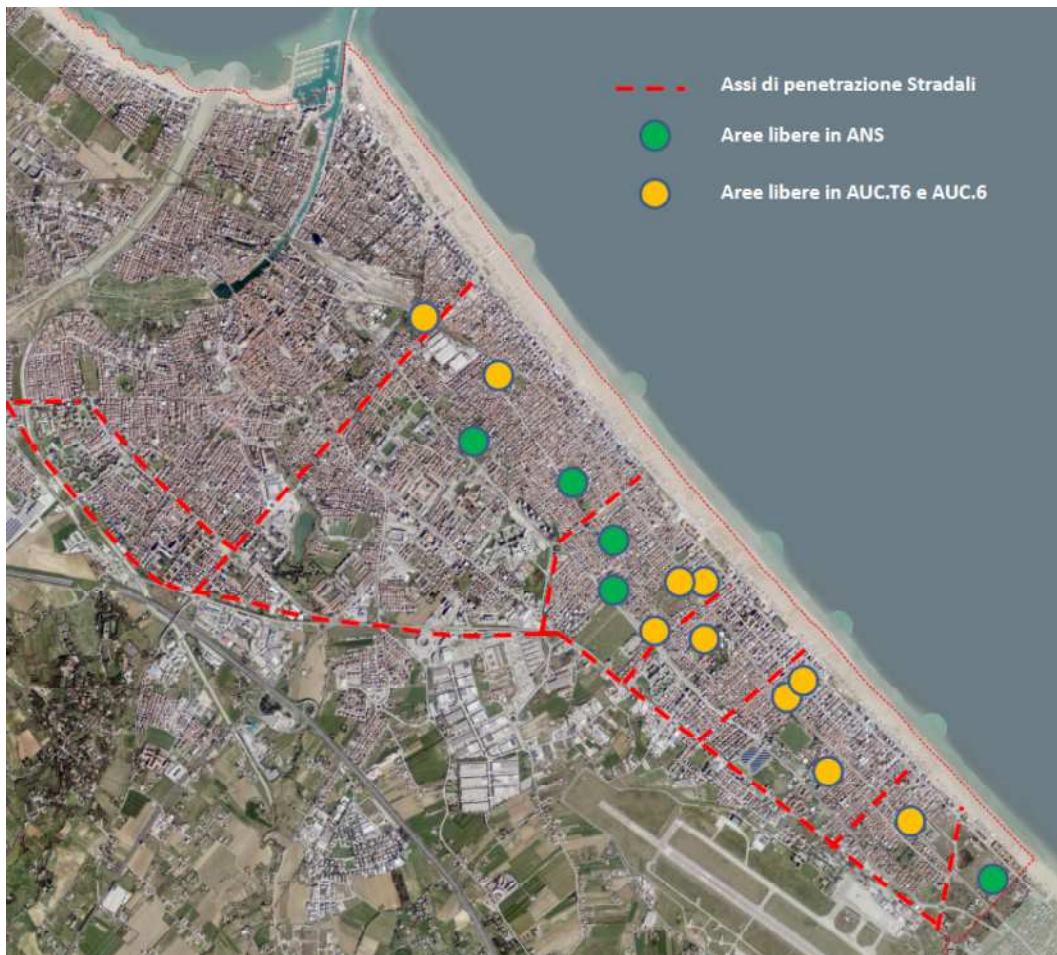 Assi di penetrazione Stradali
Aree libere in ANS
Aree libere in AUC.T6 e AUC.6